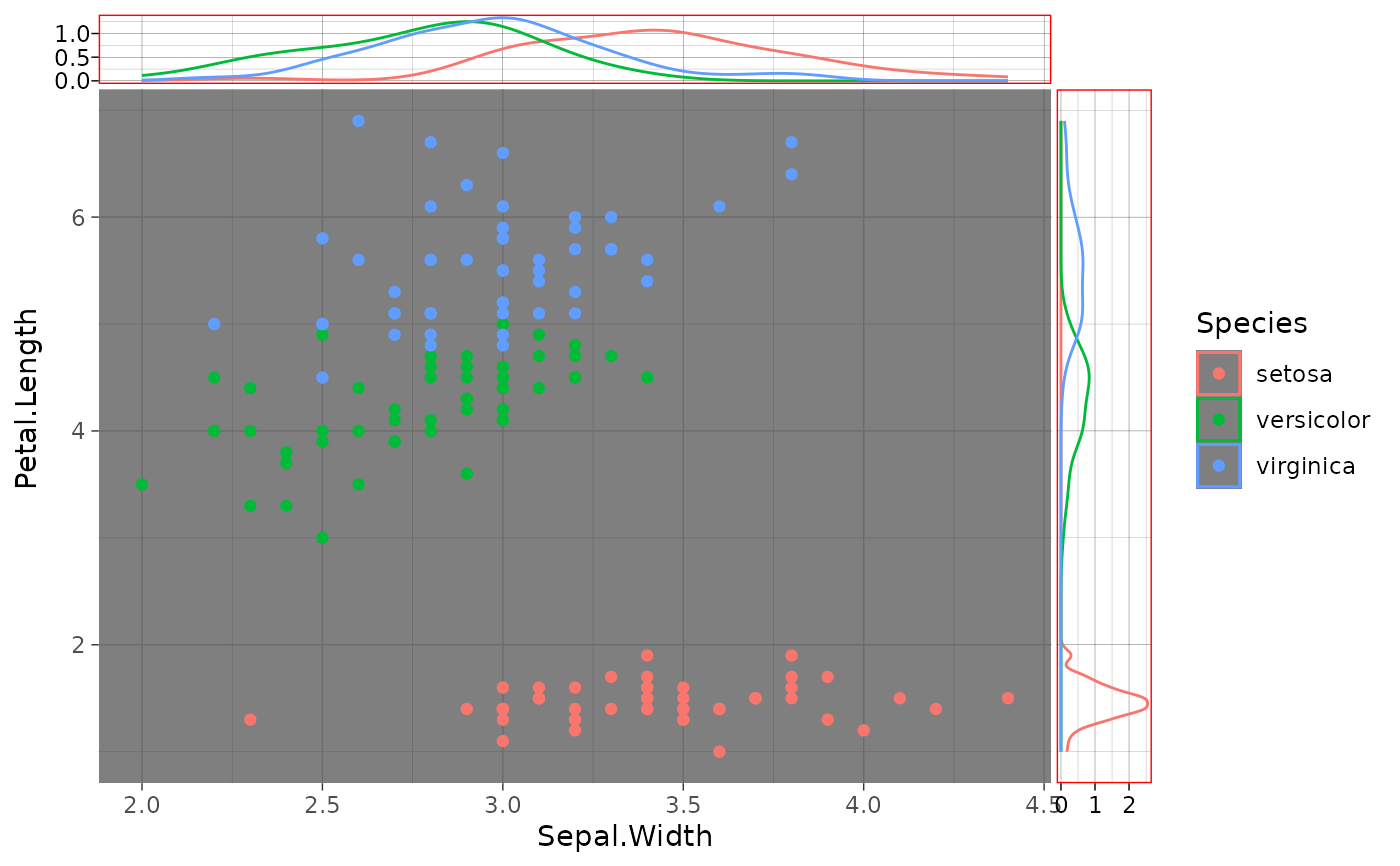 1.0
0.5
0.0
6
4
2
Petal.Length
2.0 2.5 3.0 3.5 4.0 4.5 0 1 2
Sepal.Width
Species
setosa
versicolor
virginica